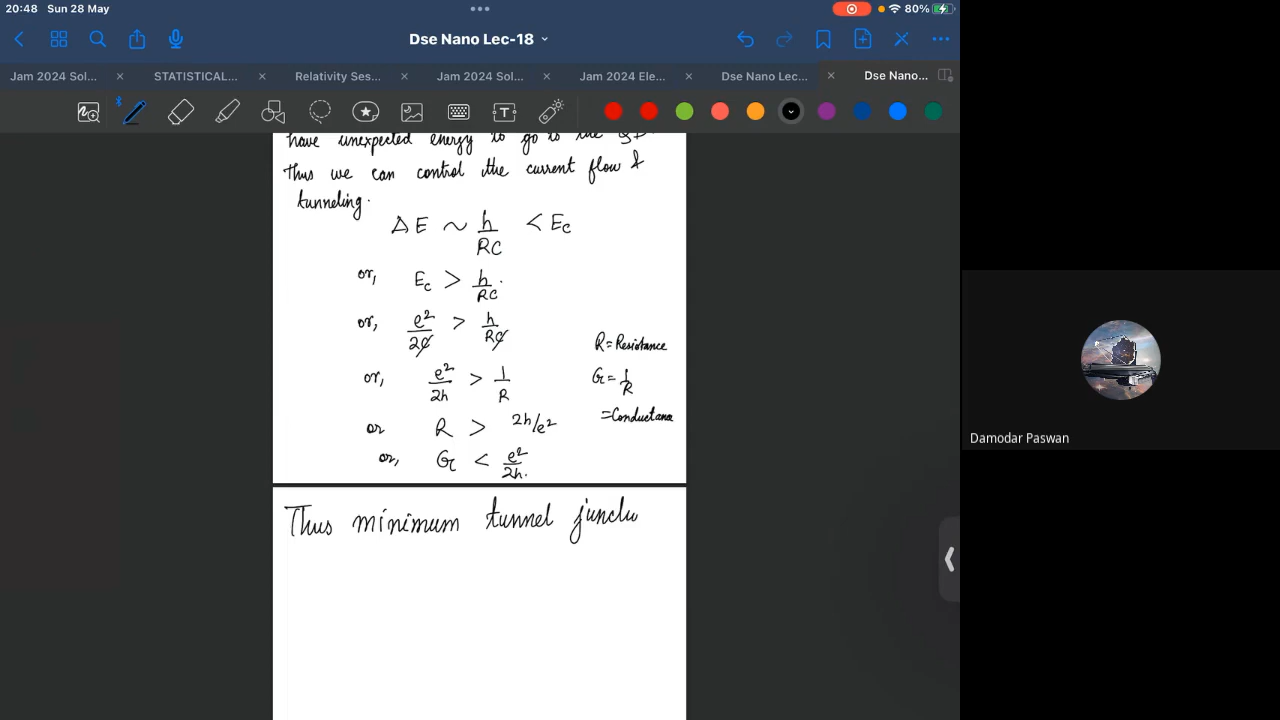 20:48 Sun 28 May
80%
Dse Nano Lec-18
Jam 2024 Sol...
STATISTICAL...
Relativity Ses...
Jam 2024 Sol...
Jam 2024 Ele...
Dse Nano Lec...
Dse Nano...
have unexpected energy to go to the
Thus we can control the current flow &
tunneling.
ΔE ~ h/RC < Ec
or, Ec > h/RC.
or, e²/2C > h/RC
R = Resistance
or, e²/2h > 1/R
G = 1/R
= Conductance
or R > 2h/e²
or, G < e²/2h.
Thus minimum tunnel junctu
Damodar Paswan